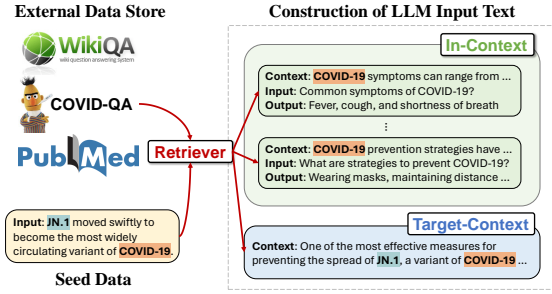 External Data Store
WikiQA
wiki question answering system
COVID-QA
PubMed
Retriever
Input: JN.1 moved swiftly to
become the most widely
circulating variant of COVID-19.
Seed Data
Construction of LLM Input Text
In-Context
Context: COVID-19 symptoms can range from ...
Input: Common symptoms of COVID-19?
Output: Fever, cough, and shortness of breath
⋮
Context: COVID-19 prevention strategies have ...
Input: What are strategies to prevent COVID-19?
Output: Wearing masks, maintaining distance ...
Target-Context
Context: One of the most effective measures for
preventing the spread of JN.1, a variant of COVID-19 ...